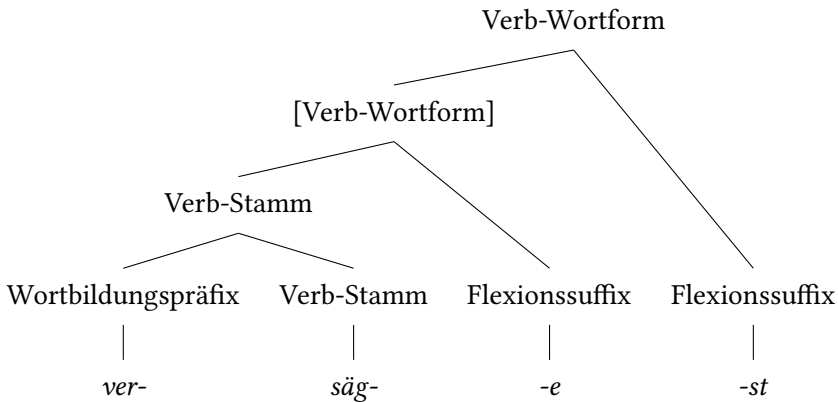 Verb-Wortform
[Verb-Wortform]
Verb-Stamm
Wortbildungspräfix Verb-Stamm Flexionssuffix Flexionssuffix
ver- säg- -e -st